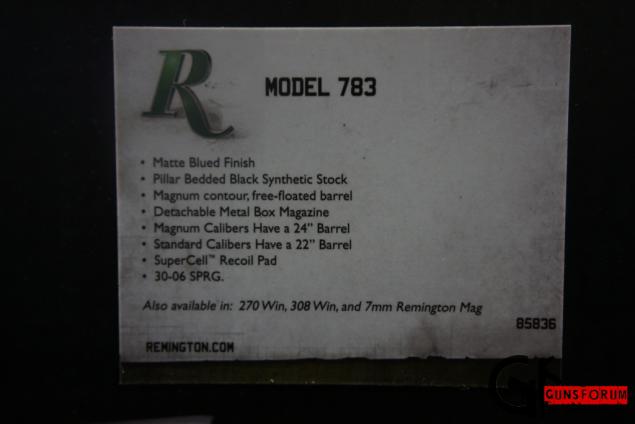 R
MODEL 783
• Matte Blued Finish
• Pillar Bedded Black Synthetic Stock
• Magnum contour, free-floated barrel
• Detachable Metal Box Magazine
• Magnum Calibers Have a 24” Barrel
• Standard Calibers Have a 22” Barrel
• SuperCell™ Recoil Pad
• 30-06 SPRG.
Also available in: 270 Win, 308 Win, and 7mm Remington Mag
85836
REMINGTON.COM
GUNSFORUM